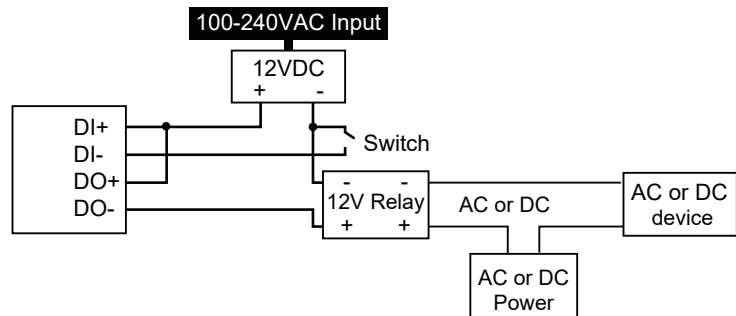 100-240VAC Input
12VDC
+ -
DI+
DI-
DO+
DO-
Switch
- -
12V Relay
+ +
AC or DC
AC or DC
device
AC or DC
Power